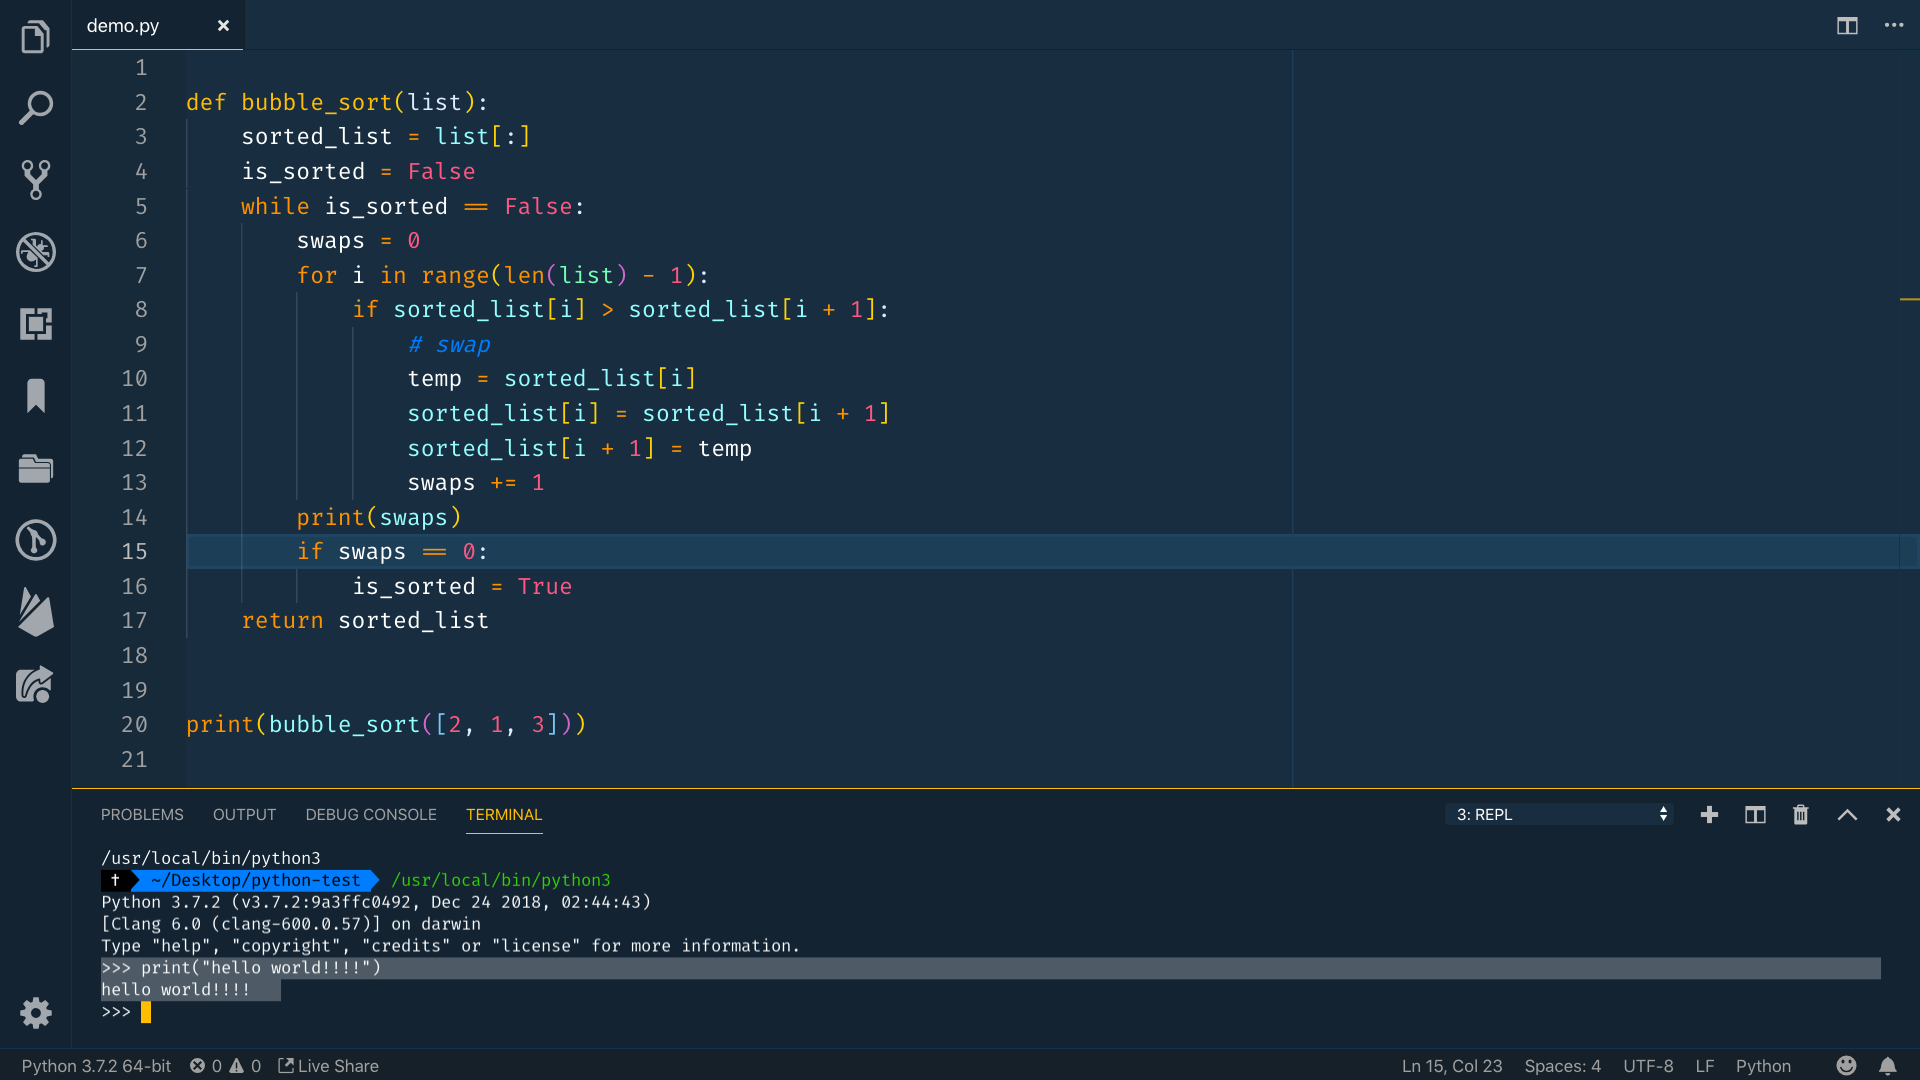 demo.py
1
2 def bubble_sort(list):
3 sorted_list = list[:]
4 is_sorted = False
5 while is_sorted == False:
6 swaps = 0
7 for i in range(len(list) - 1):
8 if sorted_list[i] > sorted_list[i + 1]:
9 # swap
10 temp = sorted_list[i]
11 sorted_list[i] = sorted_list[i + 1]
12 sorted_list[i + 1] = temp
13 swaps += 1
14 print(swaps)
15 if swaps == 0:
16 is_sorted = True
17 return sorted_list
18
19
20 print(bubble_sort([2, 1, 3]))
21
PROBLEMS OUTPUT DEBUG CONSOLE TERMINAL 3: REPL
/usr/local/bin/python3
† ~/Desktop/python-test /usr/local/bin/python3
Python 3.7.2 (v3.7.2:9a3ffc0492, Dec 24 2018, 02:44:43)
[Clang 6.0 (clang-600.0.57)] on darwin
Type "help", "copyright", "credits" or "license" for more information.
>>> print("hello world!!!!")
hello world!!!!
>>>
Python 3.7.2 64-bit 0 0 Live Share Ln 15, Col 23 Spaces: 4 UTF-8 LF Python